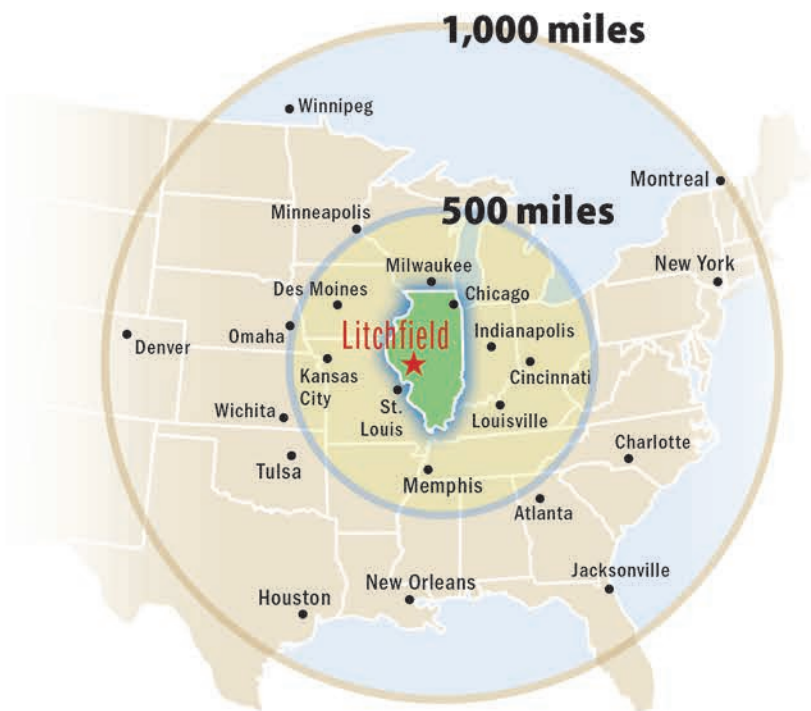 1,000 miles
Winnipeg
Montreal
Minneapolis
500 miles
New York
Milwaukee
Des Moines
Chicago
Omaha
Litchfield
Indianapolis
Denver
Kansas
City
Cincinnati
Wichita
St.
Louis
Louisville
Charlotte
Tulsa
Memphis
Atlanta
Jacksonville
New Orleans
Houston